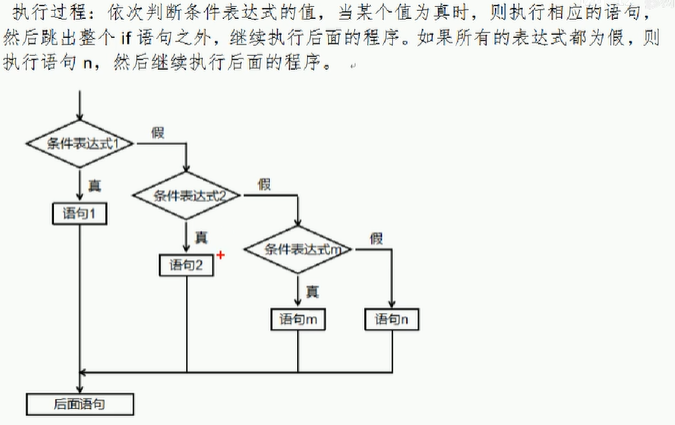 执行过程：依次判断条件表达式的值，当某个值为真时，则执行相应的语句，
然后跳出整个if语句之外，继续执行后面的程序。如果所有的表达式都为假，则
执行语句n，然后继续执行后面的程序。
条件表达式1
假
真
语句1
条件表达式2
假
真
语句2
条件表达式m
假
真
语句m
语句n
后面语句